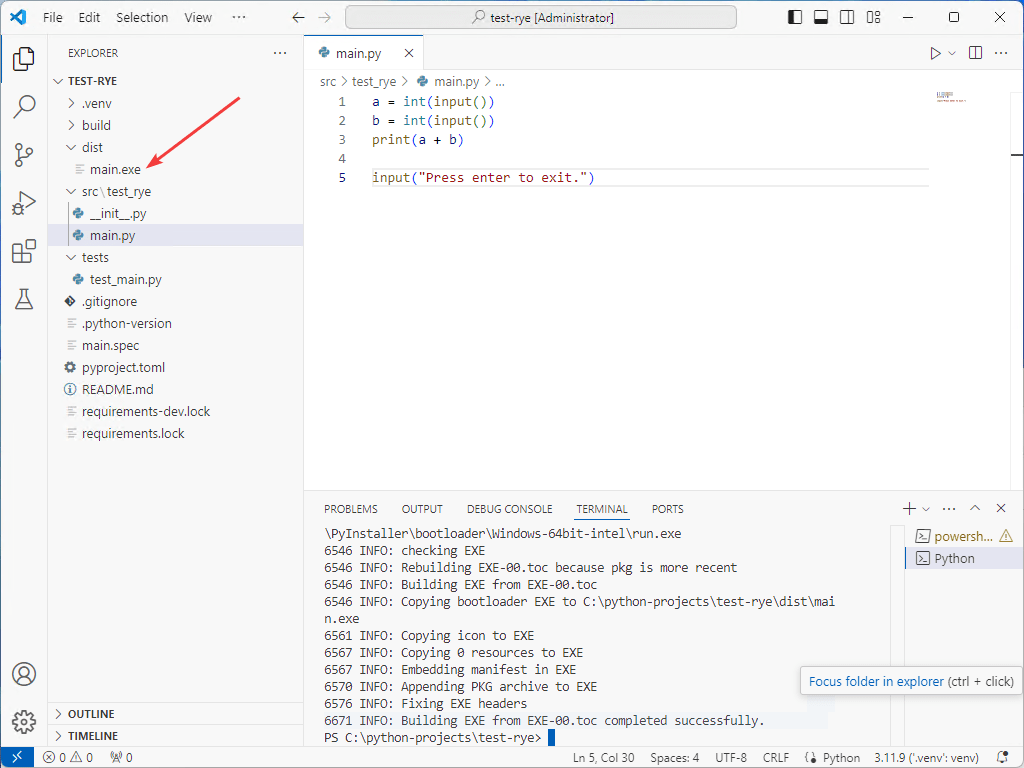 File Edit Selection View ···
test-rye [Administrator]
EXPLORER
TEST-RYE
.venv
build
dist
main.exe
src\test_rye
__init__.py
main.py
tests
test_main.py
.gitignore
.python-version
main.spec
pyproject.toml
README.md
requirements-dev.lock
requirements.lock
OUTLINE
TIMELINE
main.py
src > test_rye > main.py > ...
1 a = int(input())
2 b = int(input())
3 print(a + b)
4
5 input("Press enter to exit.")
PROBLEMS OUTPUT DEBUG CONSOLE TERMINAL PORTS
\PyInstaller\bootloader\Windows-64bit-intel\run.exe
6546 INFO: checking EXE
6546 INFO: Rebuilding EXE-00.toc because pkg is more recent
6546 INFO: Building EXE from EXE-00.toc
6546 INFO: Copying bootloader EXE to C:\python-projects\test-rye\dist\mai
n.exe
6561 INFO: Copying icon to EXE
6567 INFO: Copying 0 resources to EXE
6567 INFO: Embedding manifest in EXE
6570 INFO: Appending PKG archive to EXE
6576 INFO: Fixing EXE headers
6671 INFO: Building EXE from EXE-00.toc completed successfully.
PS C:\python-projects\test-rye>
powersh...
Python
Focus folder in explorer (ctrl + click)
0 0 0
Ln 5, Col 30 Spaces: 4 UTF-8 CRLF Python 3.11.9 ('.venv': venv)